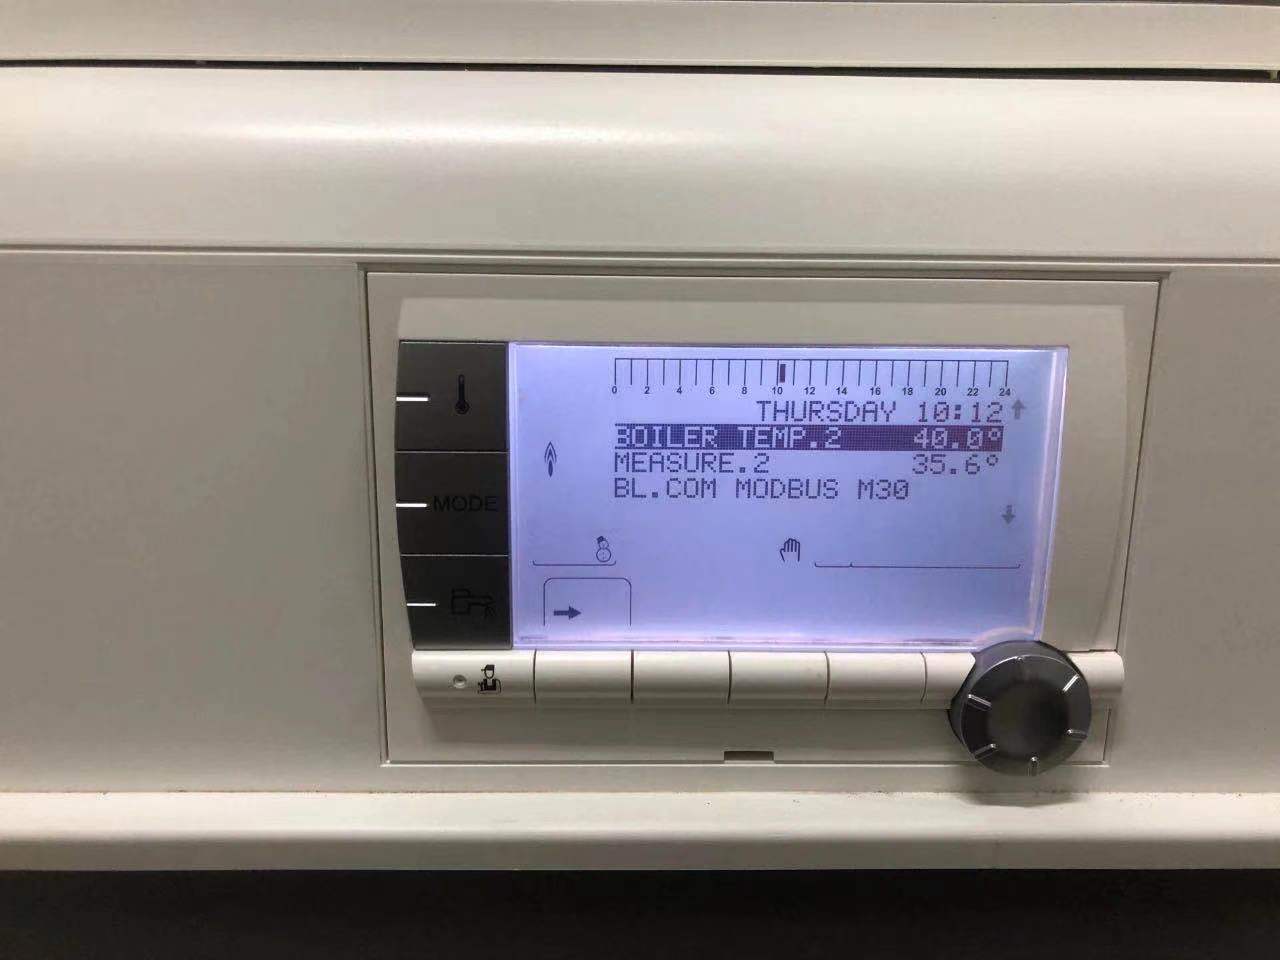 0 2 4 6 8 10 12 14 16 18 20 22 24
THURSDAY 10:12
BOILER TEMP.2 40.0°
MEASURE.2 35.6°
BL.COM MODBUS M30
MODE